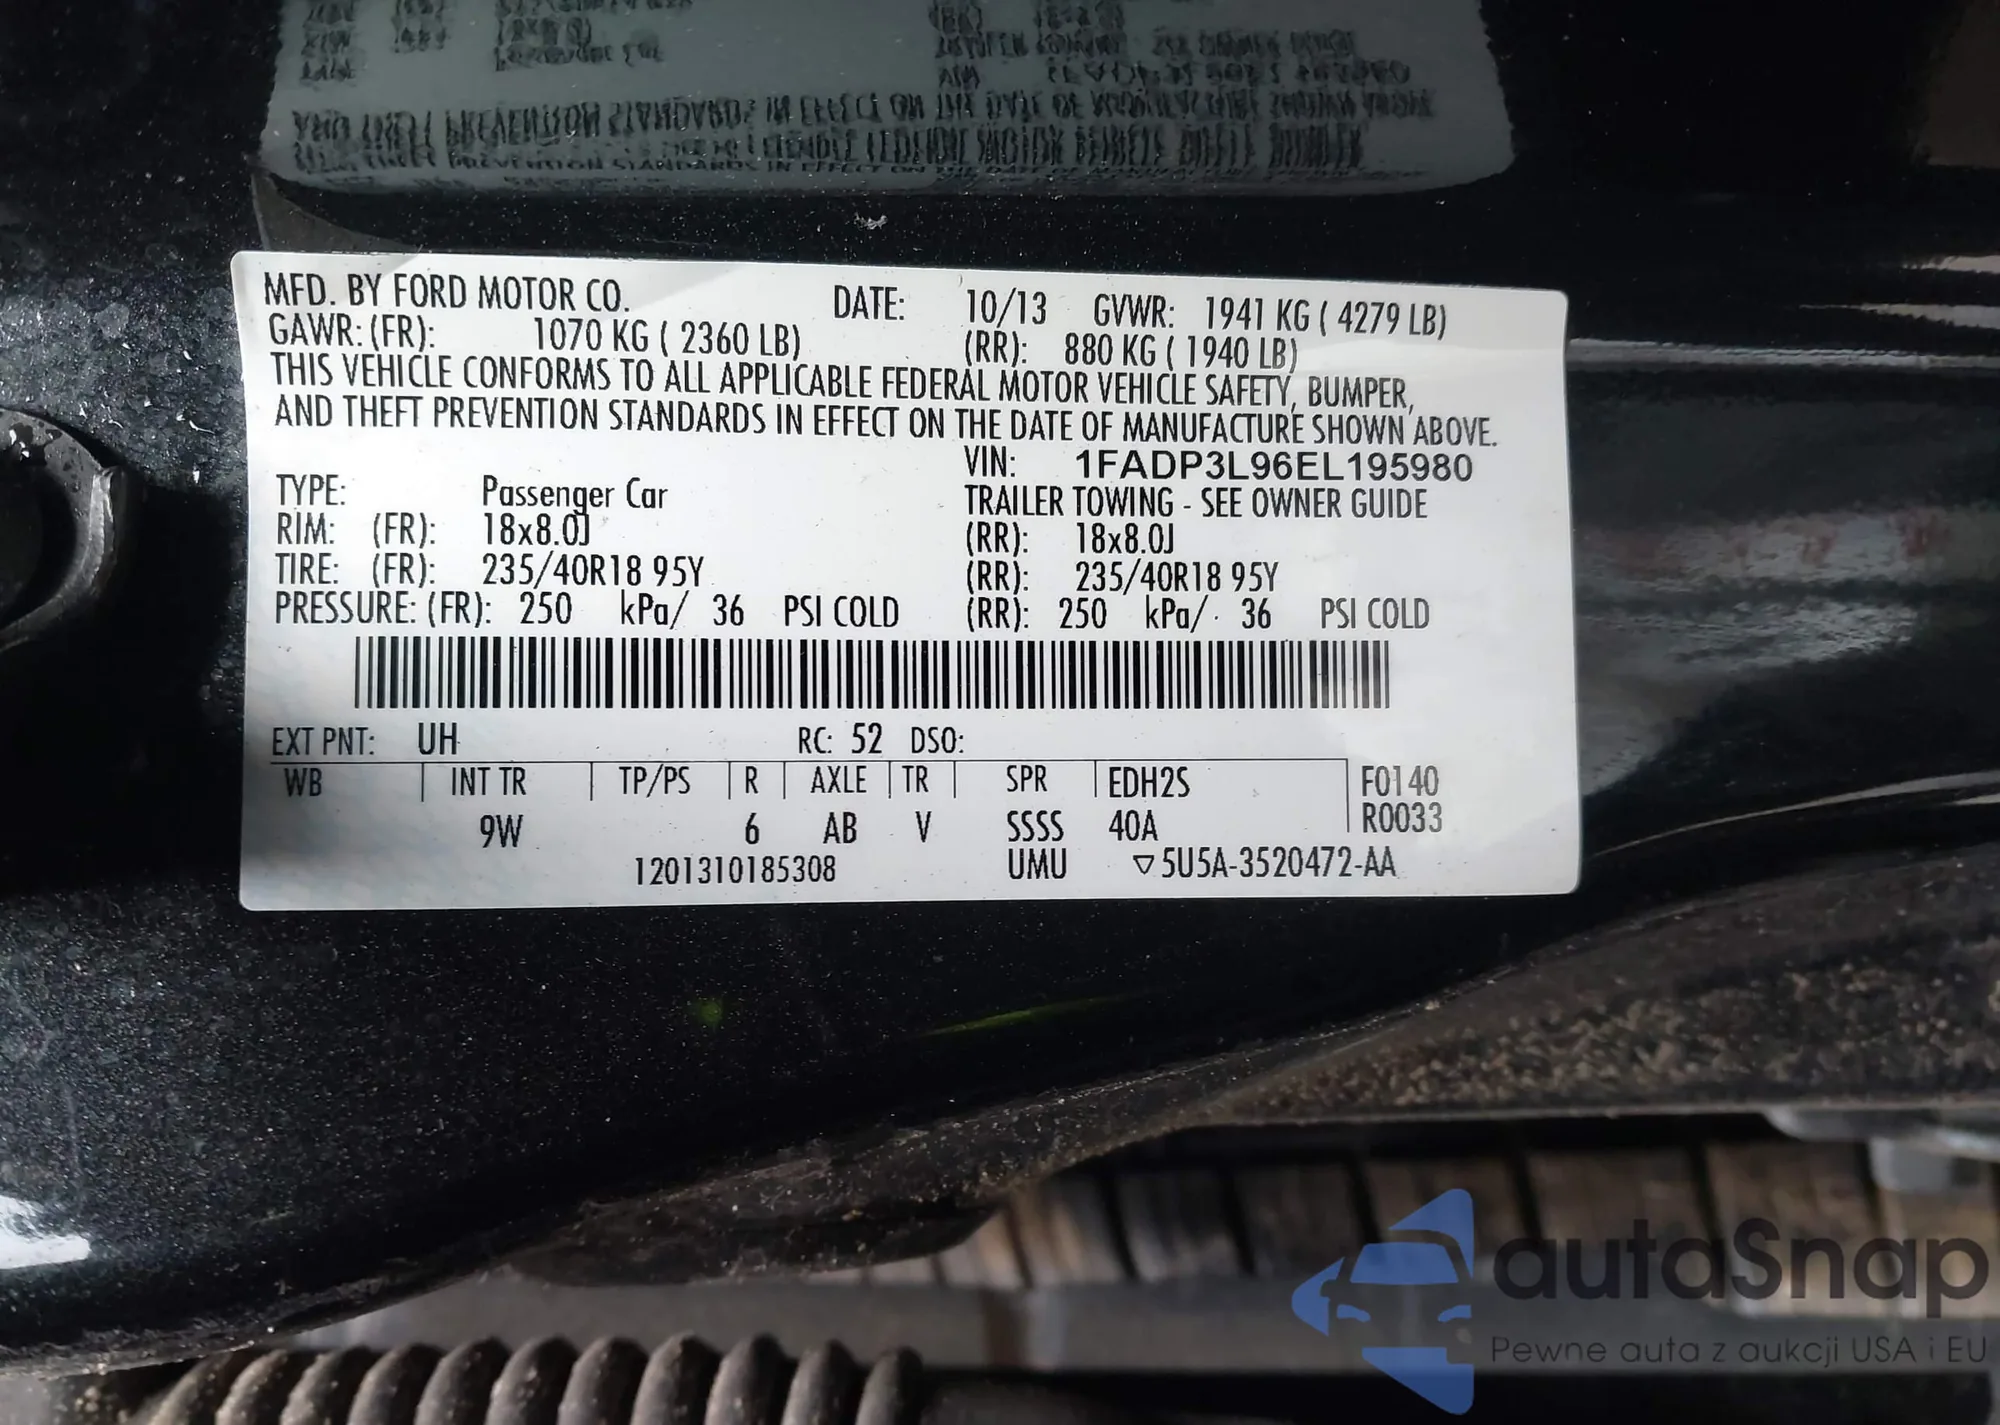 MFD. BY FORD MOTOR CO. DATE: 10/13 GVWR: 1941 KG ( 4279 LB)
GAWR: (FR): 1070 KG ( 2360 LB) (RR): 880 KG ( 1940 LB)
THIS VEHICLE CONFORMS TO ALL APPLICABLE FEDERAL MOTOR VEHICLE SAFETY, BUMPER,
AND THEFT PREVENTION STANDARDS IN EFFECT ON THE DATE OF MANUFACTURE SHOWN ABOVE.
VIN: 1FADP3L96EL195980
TYPE: Passenger Car TRAILER TOWING - SEE OWNER GUIDE
RIM: (FR): 18x8.0J (RR): 18x8.0J
TIRE: (FR): 235/40R18 95Y (RR): 235/40R18 95Y
PRESSURE: (FR): 250 kPa/ 36 PSI COLD (RR): 250 kPa/ 36 PSI COLD
EXT PNT: UH RC: 52 DSO:
WB INT TR TP/PS R AXLE TR SPR EDH2S F0140
9W 6 AB V SSSS 40A R0033
1201310185308 UMU ▽5U5A-3520472-AA
autaSnap
Pewne auta z aukcji USA i EU